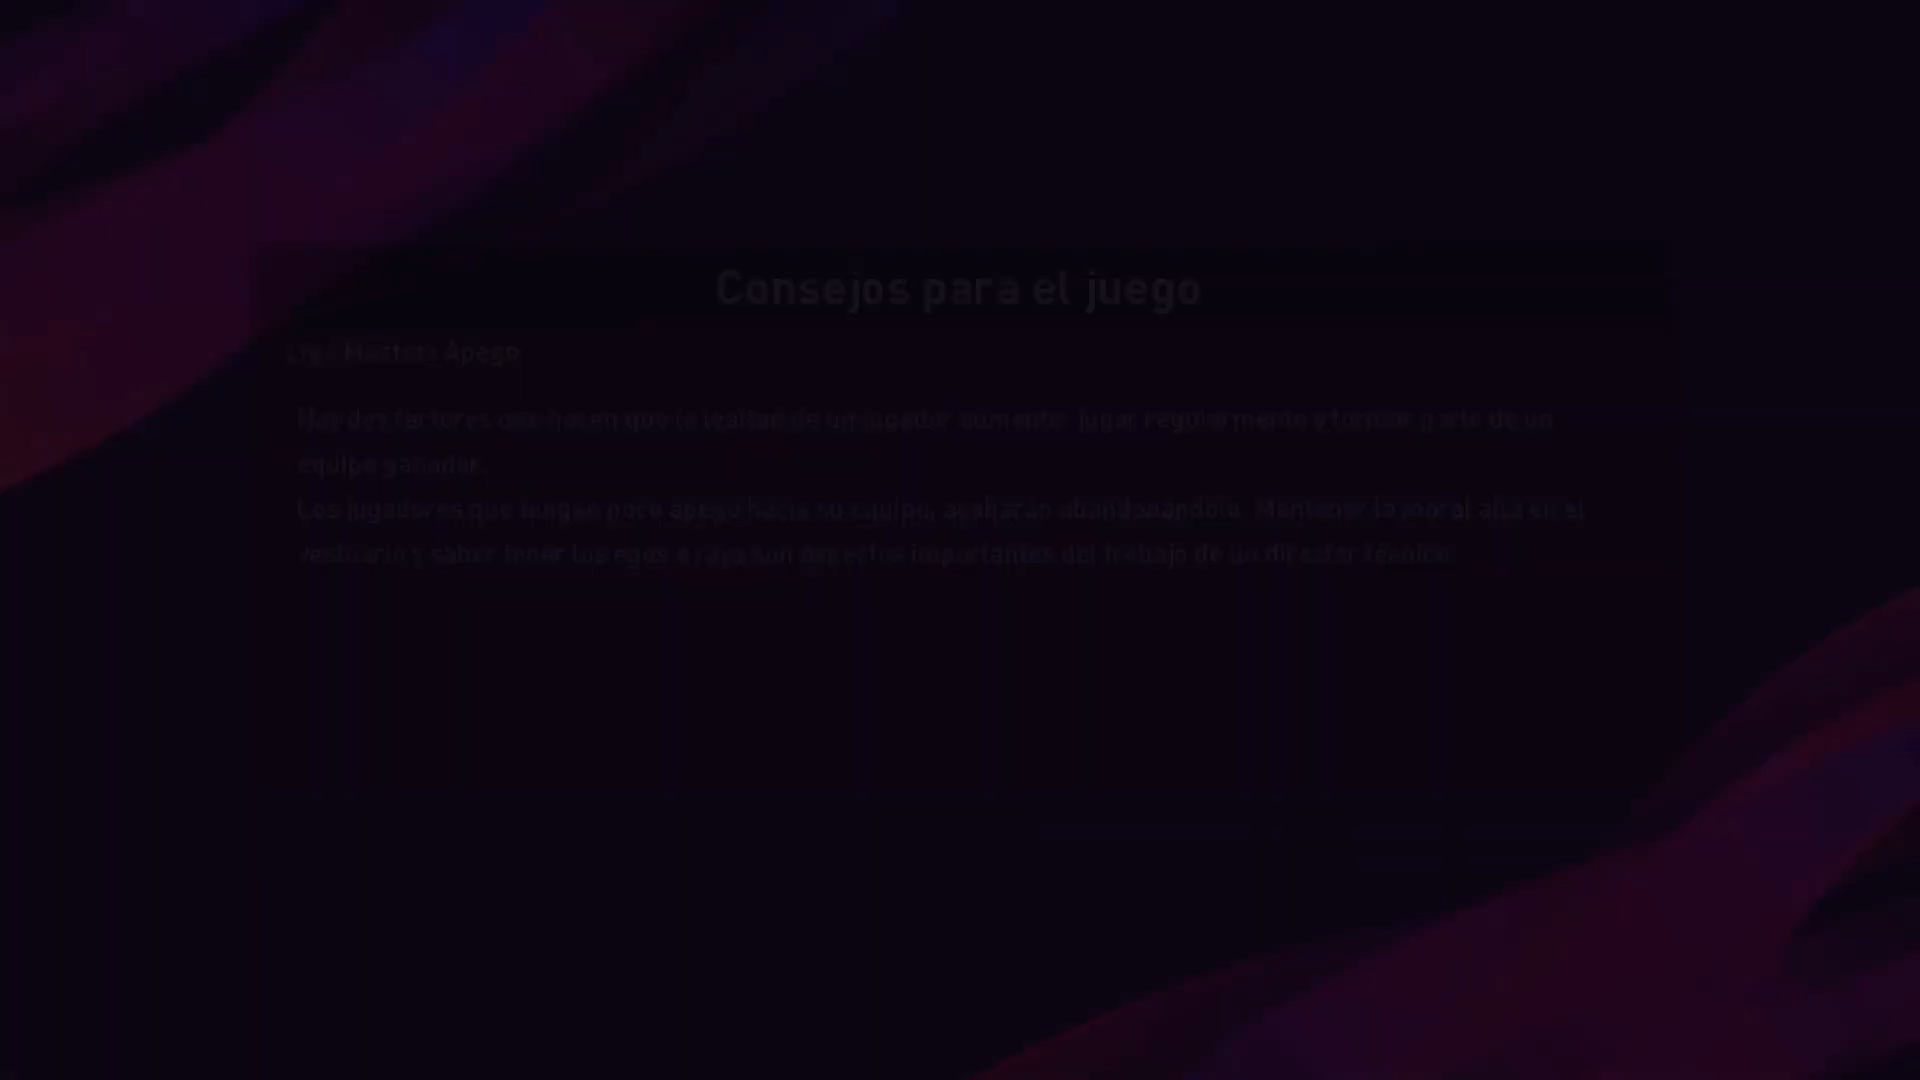 Consejos para el juego
Liga Master: Apego
Hay dos factores que hacen que la lealtad de un jugador aumente: jugar regularmente y formar parte de un
equipo ganador.
Los jugadores que tengan poco apego hacia su equipo, acabarán abandonándolo. Mantener la moral alta en el
vestuario y saber tener los egos a raya son aspectos importantes del trabajo de un director técnico.